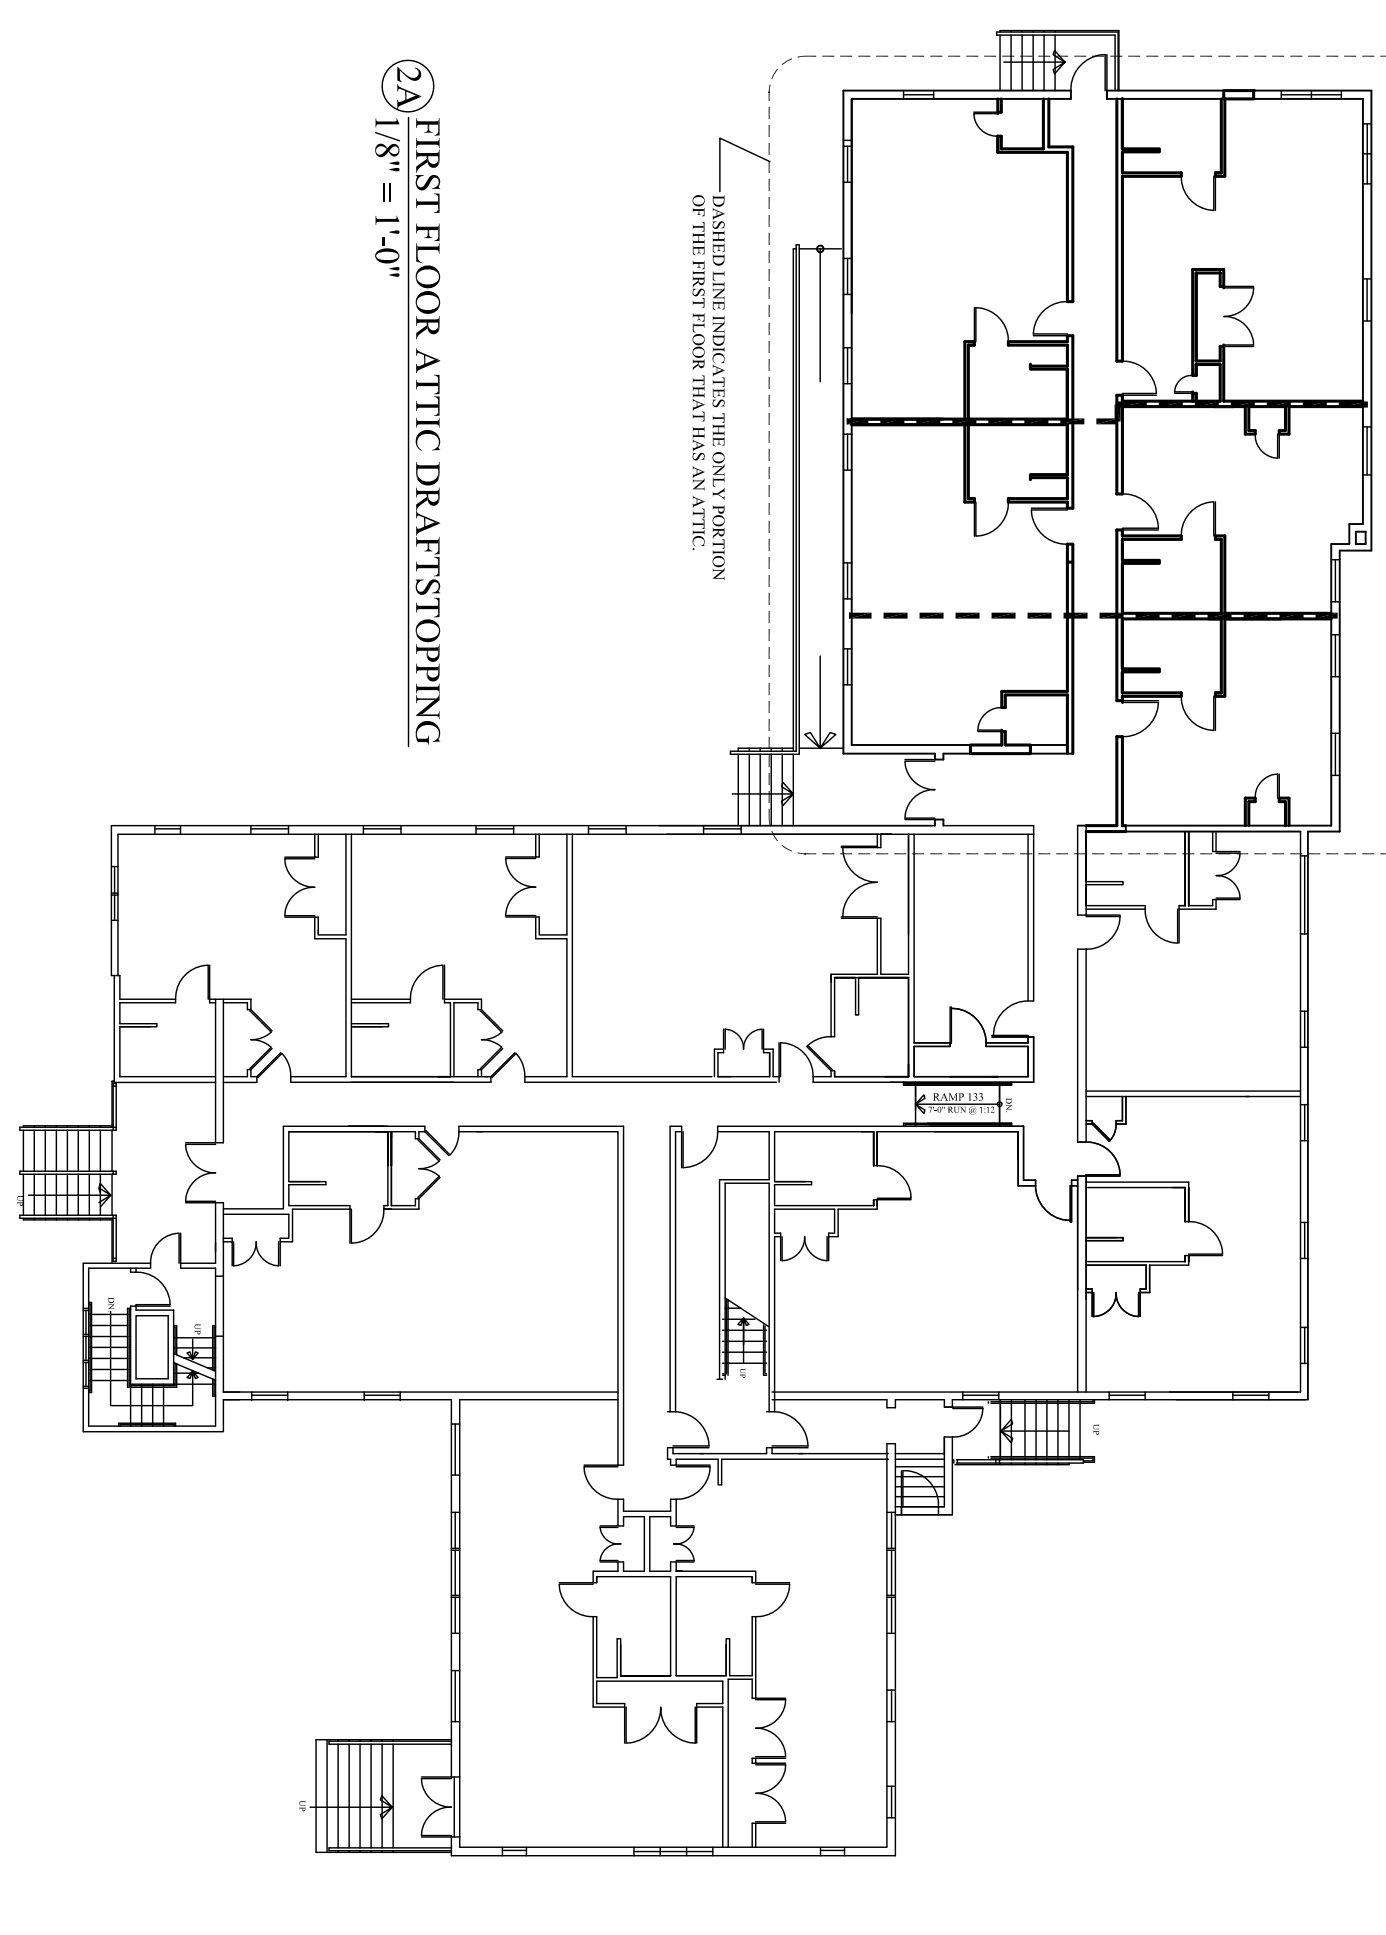 2A
FIRST FLOOR ATTIC DRAFTSTOPPING
1/8" = 1'-0"
DASHED LINE INDICATES THE ONLY PORTION
OF THE FIRST FLOOR THAT HAS AN ATTIC.
RAMP 133
7'-0" RUN @ 1:12
DN.
UP
DN.
UP
UP
UP
UP